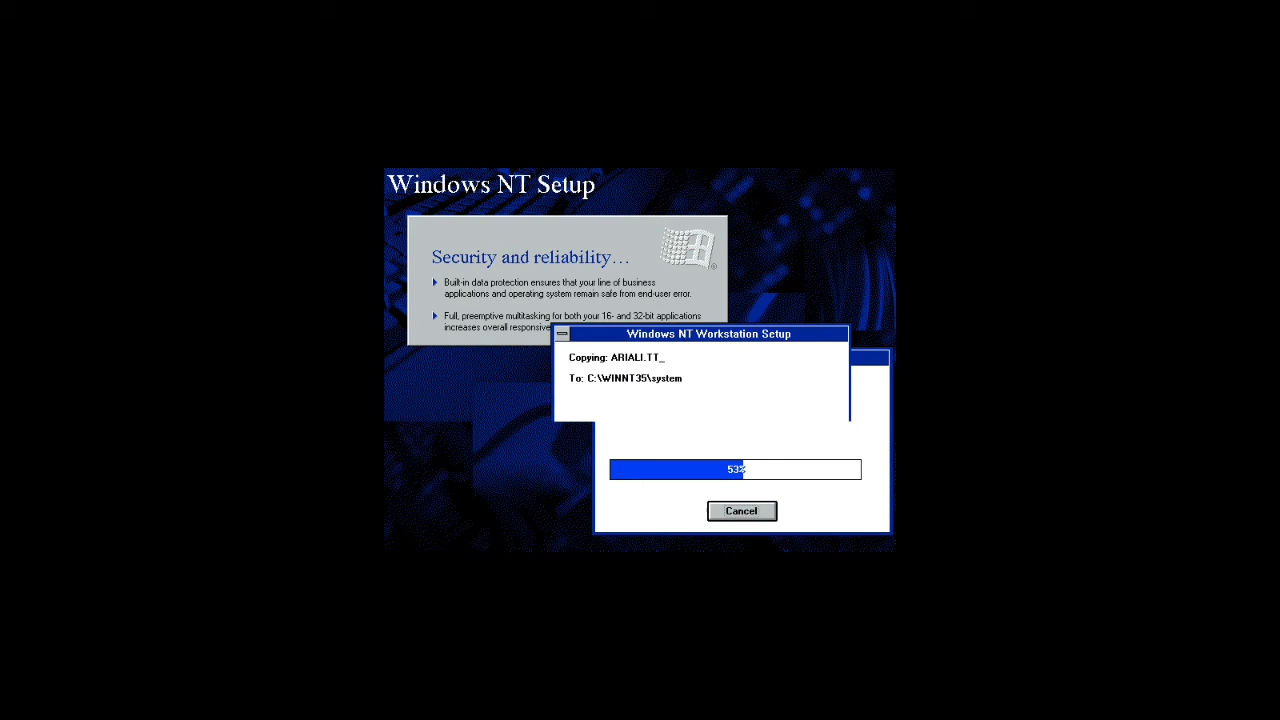 Windows NT Setup
Security and reliability...
®
Built-in data protection ensures that your line of business
applications and operating system remain safe from end-user error.
Full, preemptive multitasking for both your 16- and 32-bit applications
increases overall responsive
Windows NT Workstation Setup
Copying: ARIALI.TT_
To: C:\WINNT35\system
53%
Cancel